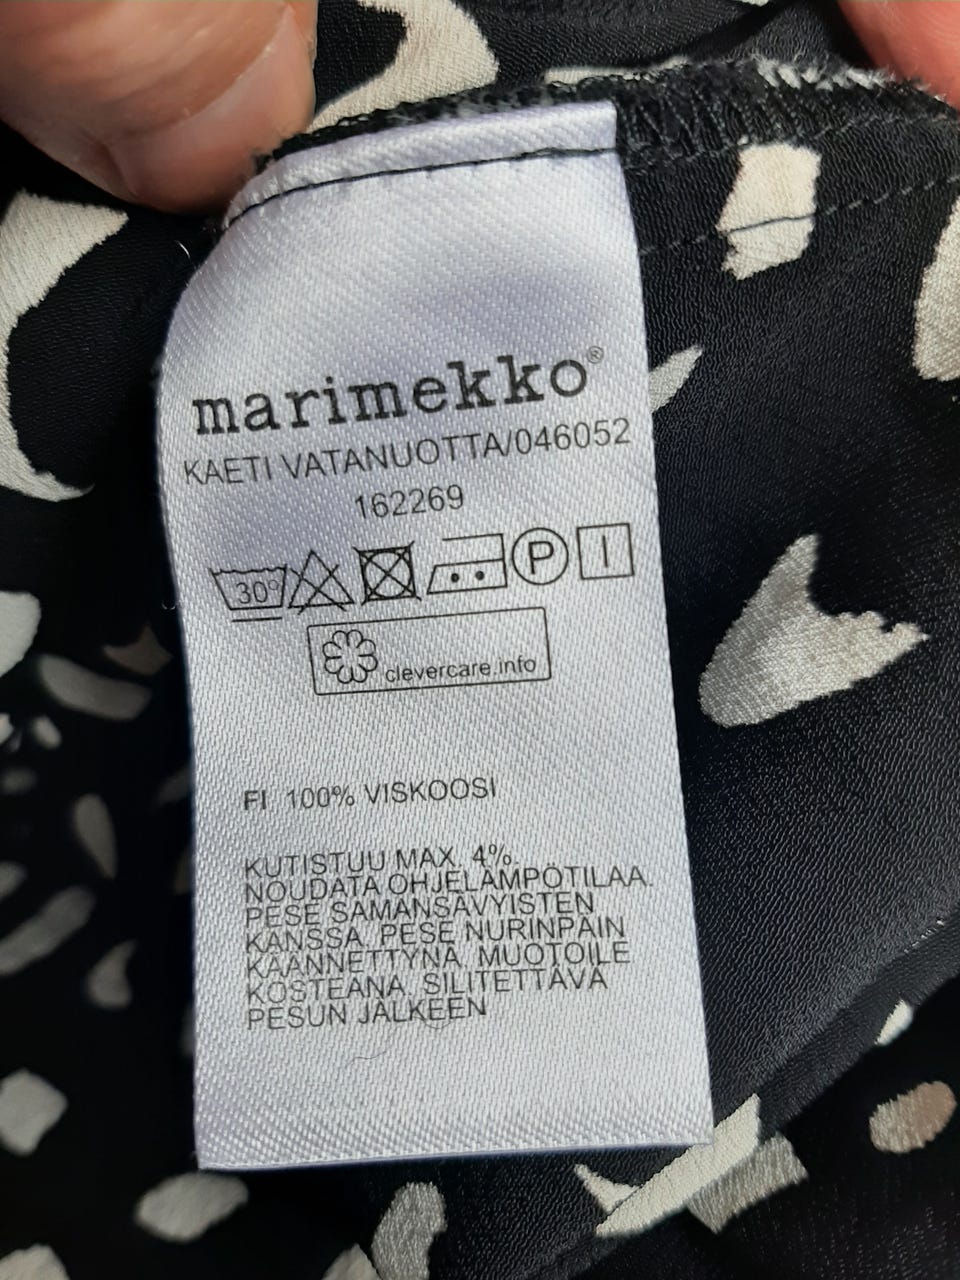 marimekko®
KAETI VATANUOTTA/046052
162269
30° P I
clevercare.info
FI 100% VISKOOSI
KUTISTUU MAX. 4%.
NOUDATA OHJELÄMPÖTILAA.
PESE SAMANSÄVYISTEN
KANSSA. PESE NURINPÄIN
KÄÄNNETTYNÄ. MUOTOILE
KOSTEANA. SILITETTÄVÄ
PESUN JÄLKEEN